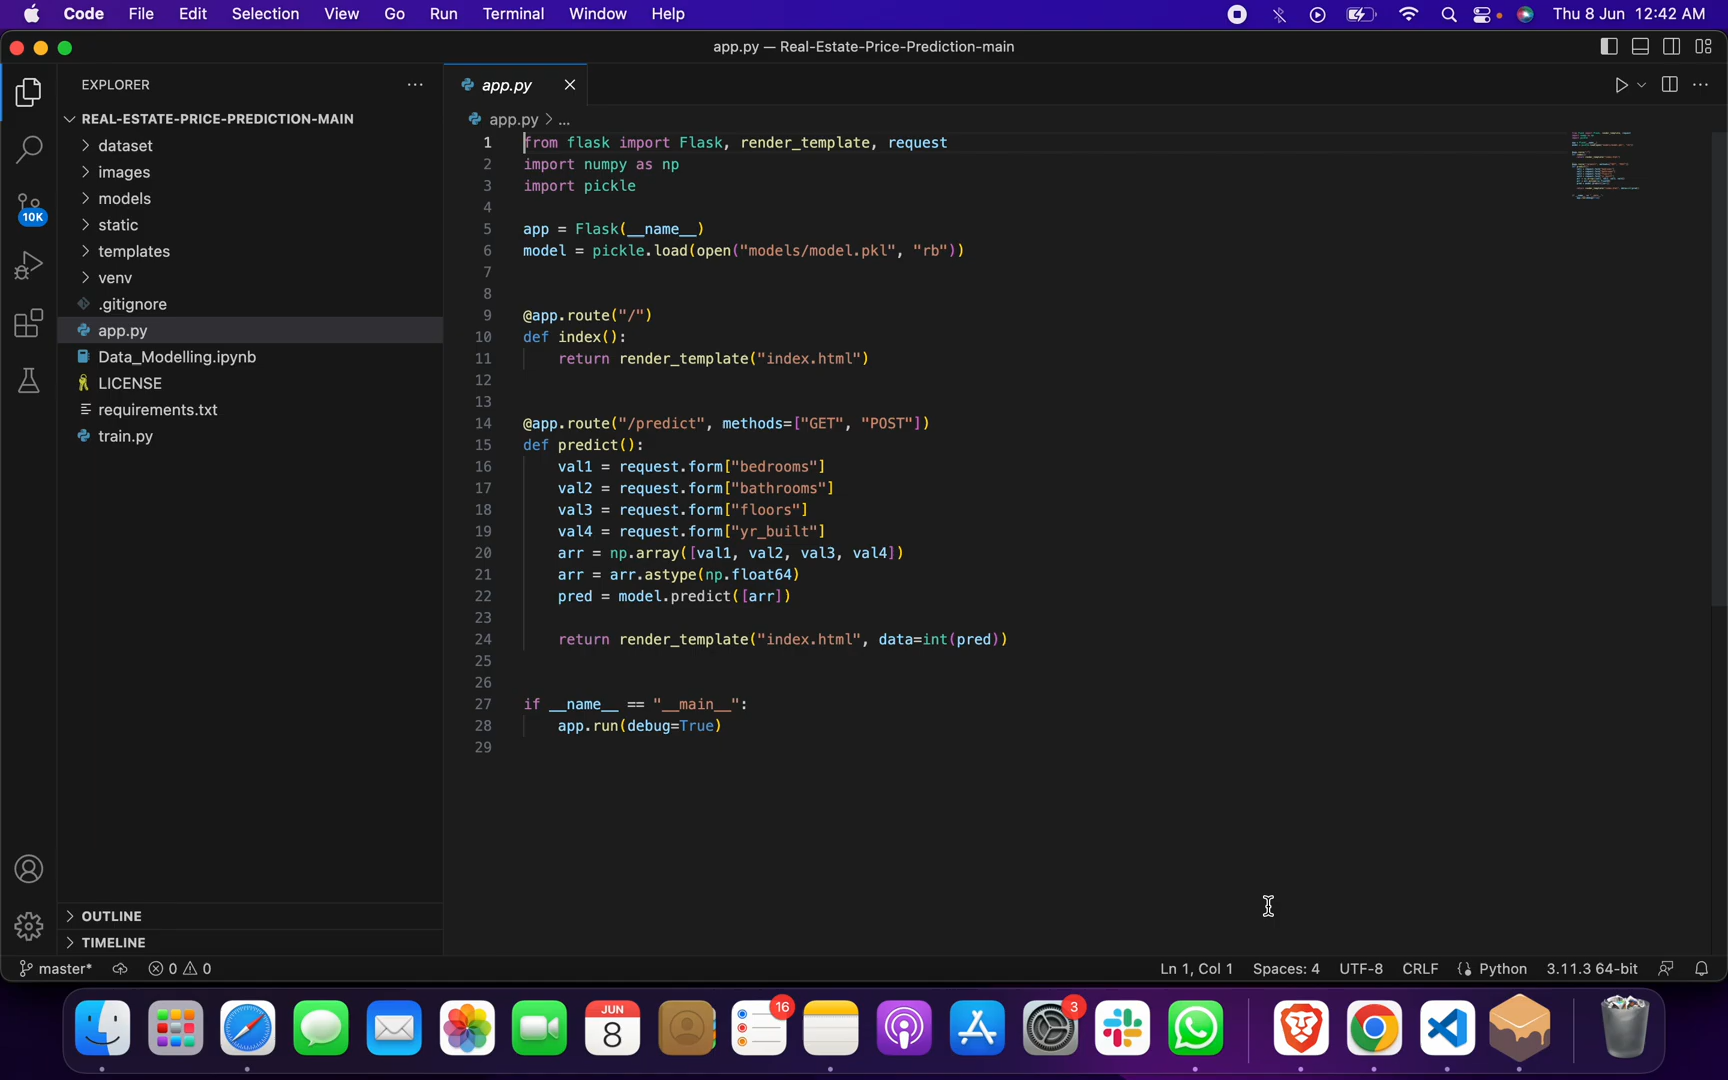 Code File Edit Selection View Go Run Terminal Window Help Thu 8 Jun 12:42 AM
app.py — Real-Estate-Price-Prediction-main
EXPLORER
REAL-ESTATE-PRICE-PREDICTION-MAIN
dataset
images
models
static
templates
venv
.gitignore
app.py
Data_Modelling.ipynb
LICENSE
requirements.txt
train.py
10K
OUTLINE
TIMELINE
app.py
app.py > ...
1 from flask import Flask, render_template, request
2 import numpy as np
3 import pickle
4
5 app = Flask(__name__)
6 model = pickle.load(open("models/model.pkl", "rb"))
7
8
9 @app.route("/")
10 def index():
11     return render_template("index.html")
12
13
14 @app.route("/predict", methods=["GET", "POST"])
15 def predict():
16     val1 = request.form["bedrooms"]
17     val2 = request.form["bathrooms"]
18     val3 = request.form["floors"]
19     val4 = request.form["yr_built"]
20     arr = np.array([val1, val2, val3, val4])
21     arr = arr.astype(np.float64)
22     pred = model.predict([arr])
23
24     return render_template("index.html", data=int(pred))
25
26
27 if __name__ == "__main__":
28     app.run(debug=True)
29
master* 0 0 Ln 1, Col 1 Spaces: 4 UTF-8 CRLF Python 3.11.3 64-bit
JUN
8
16
3